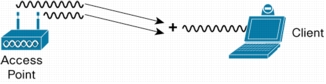 +
Client
Access
Point